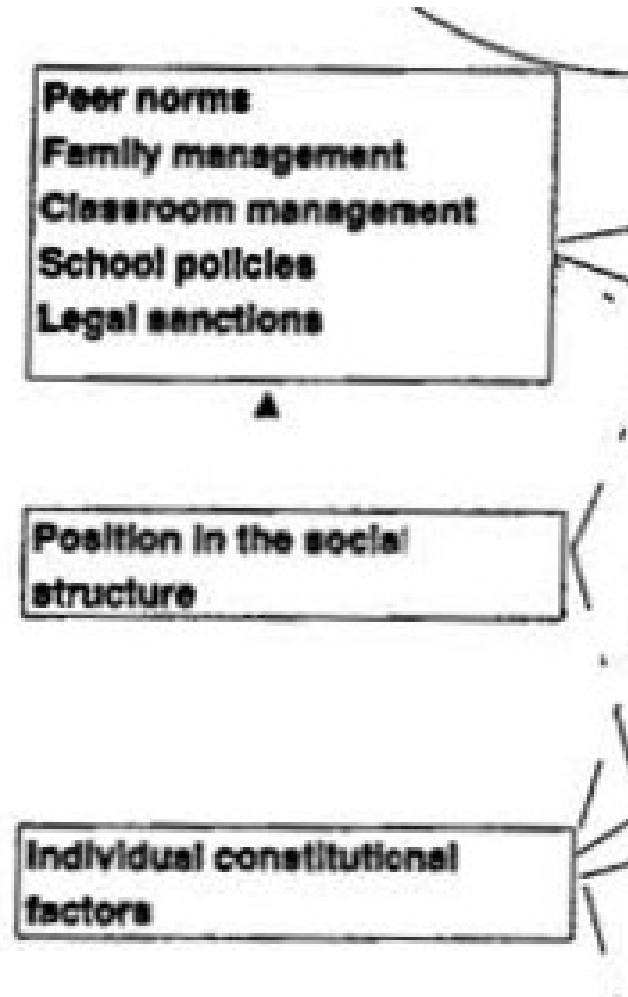 Peer norms
Family management
Classroom management
School policies
Legal sanctions
Position in the social
structure
Individual constitutional
factors